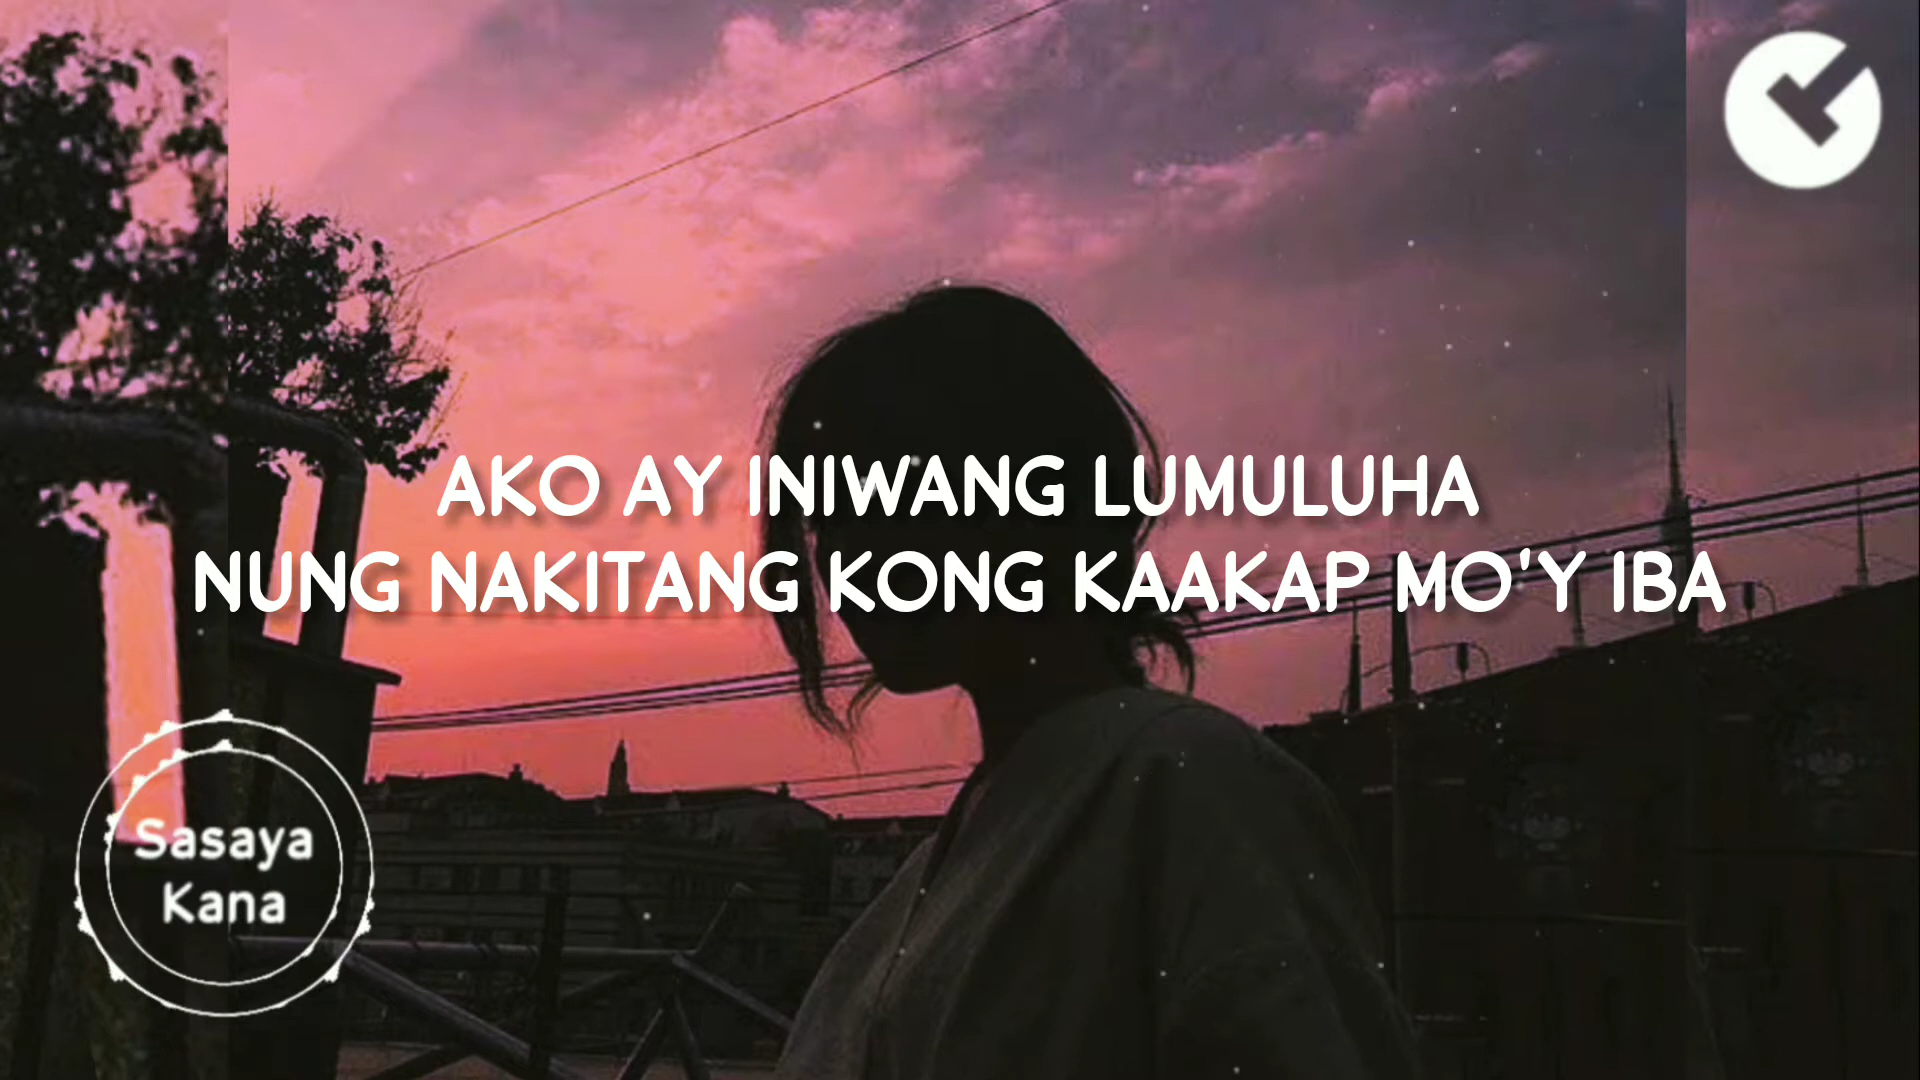 AKO AY INIWANG LUMULUHA
NUNG NAKITANG KONG KAAKAP MO'Y IBA
Sasaya
Kana